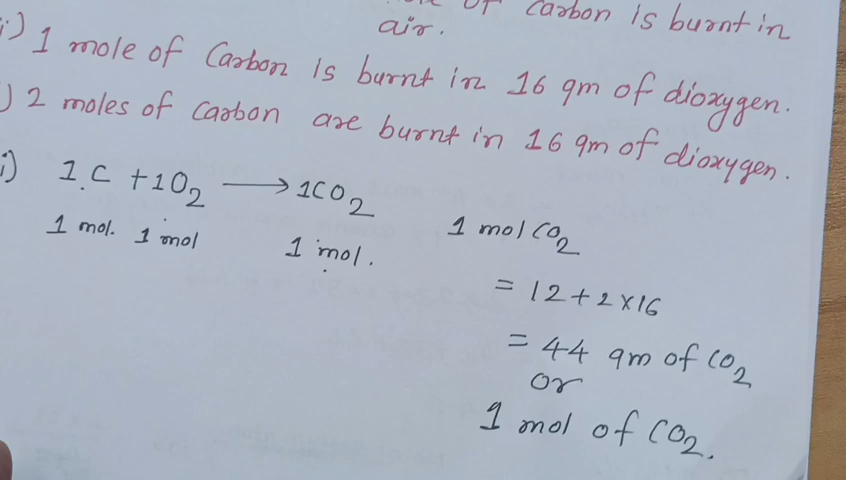 of Carbon is burnt in
air.
i) 1 mole of Carbon is burnt in 16 gm of dioxygen.
) 2 moles of Carbon are burnt in 16 gm of dioxygen.
i) 1.C + 1O₂ → 1CO₂
1 mol. 1 mol 1 mol.
1 mol CO₂
= 12 + 2 × 16
= 44 gm of CO₂
or
1 mol of CO₂.